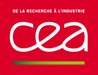 DE LA RECHERCHE À L'INDUSTRIE
cea